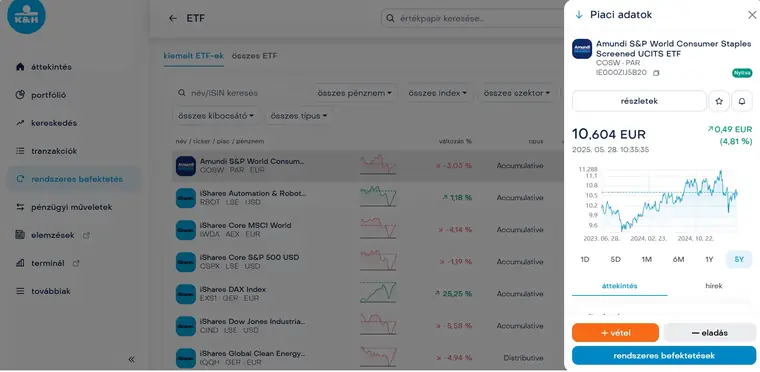 K&H
áttekintés
portfólió
kereskedés
tranzakciók
rendszeres befektetés
pénzügyi műveletek
elemzések
terminál
továbbiak
ETF
értékpapír keresése...
kiemelt ETF-ek
összes ETF
név/ISIN keresés
összes pénznem
összes index
összes szektor
összes kibocsátó
összes típus
név / ticker / piac / pénznem
változás %
típus
Amundi S&P World Consum...
COSW · PAR · EUR
-3,03 %
Accumulative
iShares Automation & Robot...
RBOT · LSE · USD
1,18 %
Accumulative
iShares Core MSCI World
IWDA · AEX · EUR
-4,14 %
Accumulative
iShares Core S&P 500 USD
CSPX · LSE · USD
-1,19 %
Accumulative
iShares DAX Index
EXS1 · GER · EUR
25,25 %
Accumulative
iShares Dow Jones Industria...
CIND · LSE · USD
-5,58 %
Accumulative
iShares Global Clean Energy...
IQQH · GER · EUR
-4,94 %
Distributive
Piaci adatok
Amundi S&P World Consumer Staples
Screened UCITS ETF
COSW · PAR
IE000ZIJ5B20
Nyitva
részletek
10,604 EUR
0,49 EUR
(4,81 %)
2025. 05. 28. 10:35:35
11.288
11.1
10.8
10.5
10.2
9.9
9.6
2023. 06. 28.
2024. 02. 23.
2024. 10. 22.
1D
5D
1M
6M
1Y
5Y
áttekintés
hírek
+ vétel
— eladás
rendszeres befektetések